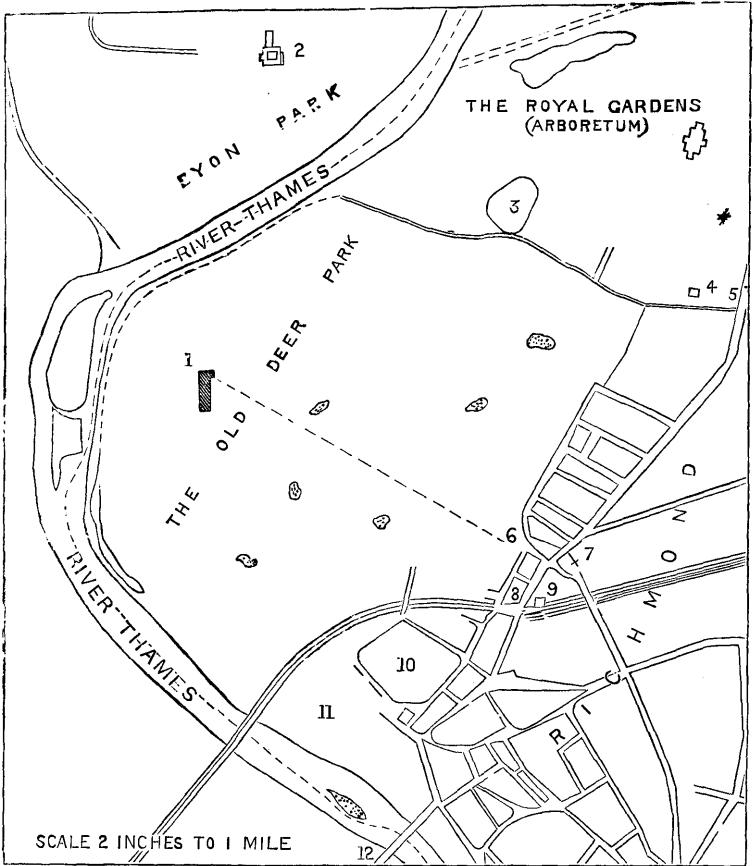 2
EYON PARK
THE ROYAL GARDENS
(ARBORETUM)
RIVER THAMES
3
4
5
1
THE OLD DEER PARK
6
7
8
9
RICHMOND
10
RIVER THAMES
11
12
SCALE 2 INCHES TO 1 MILE